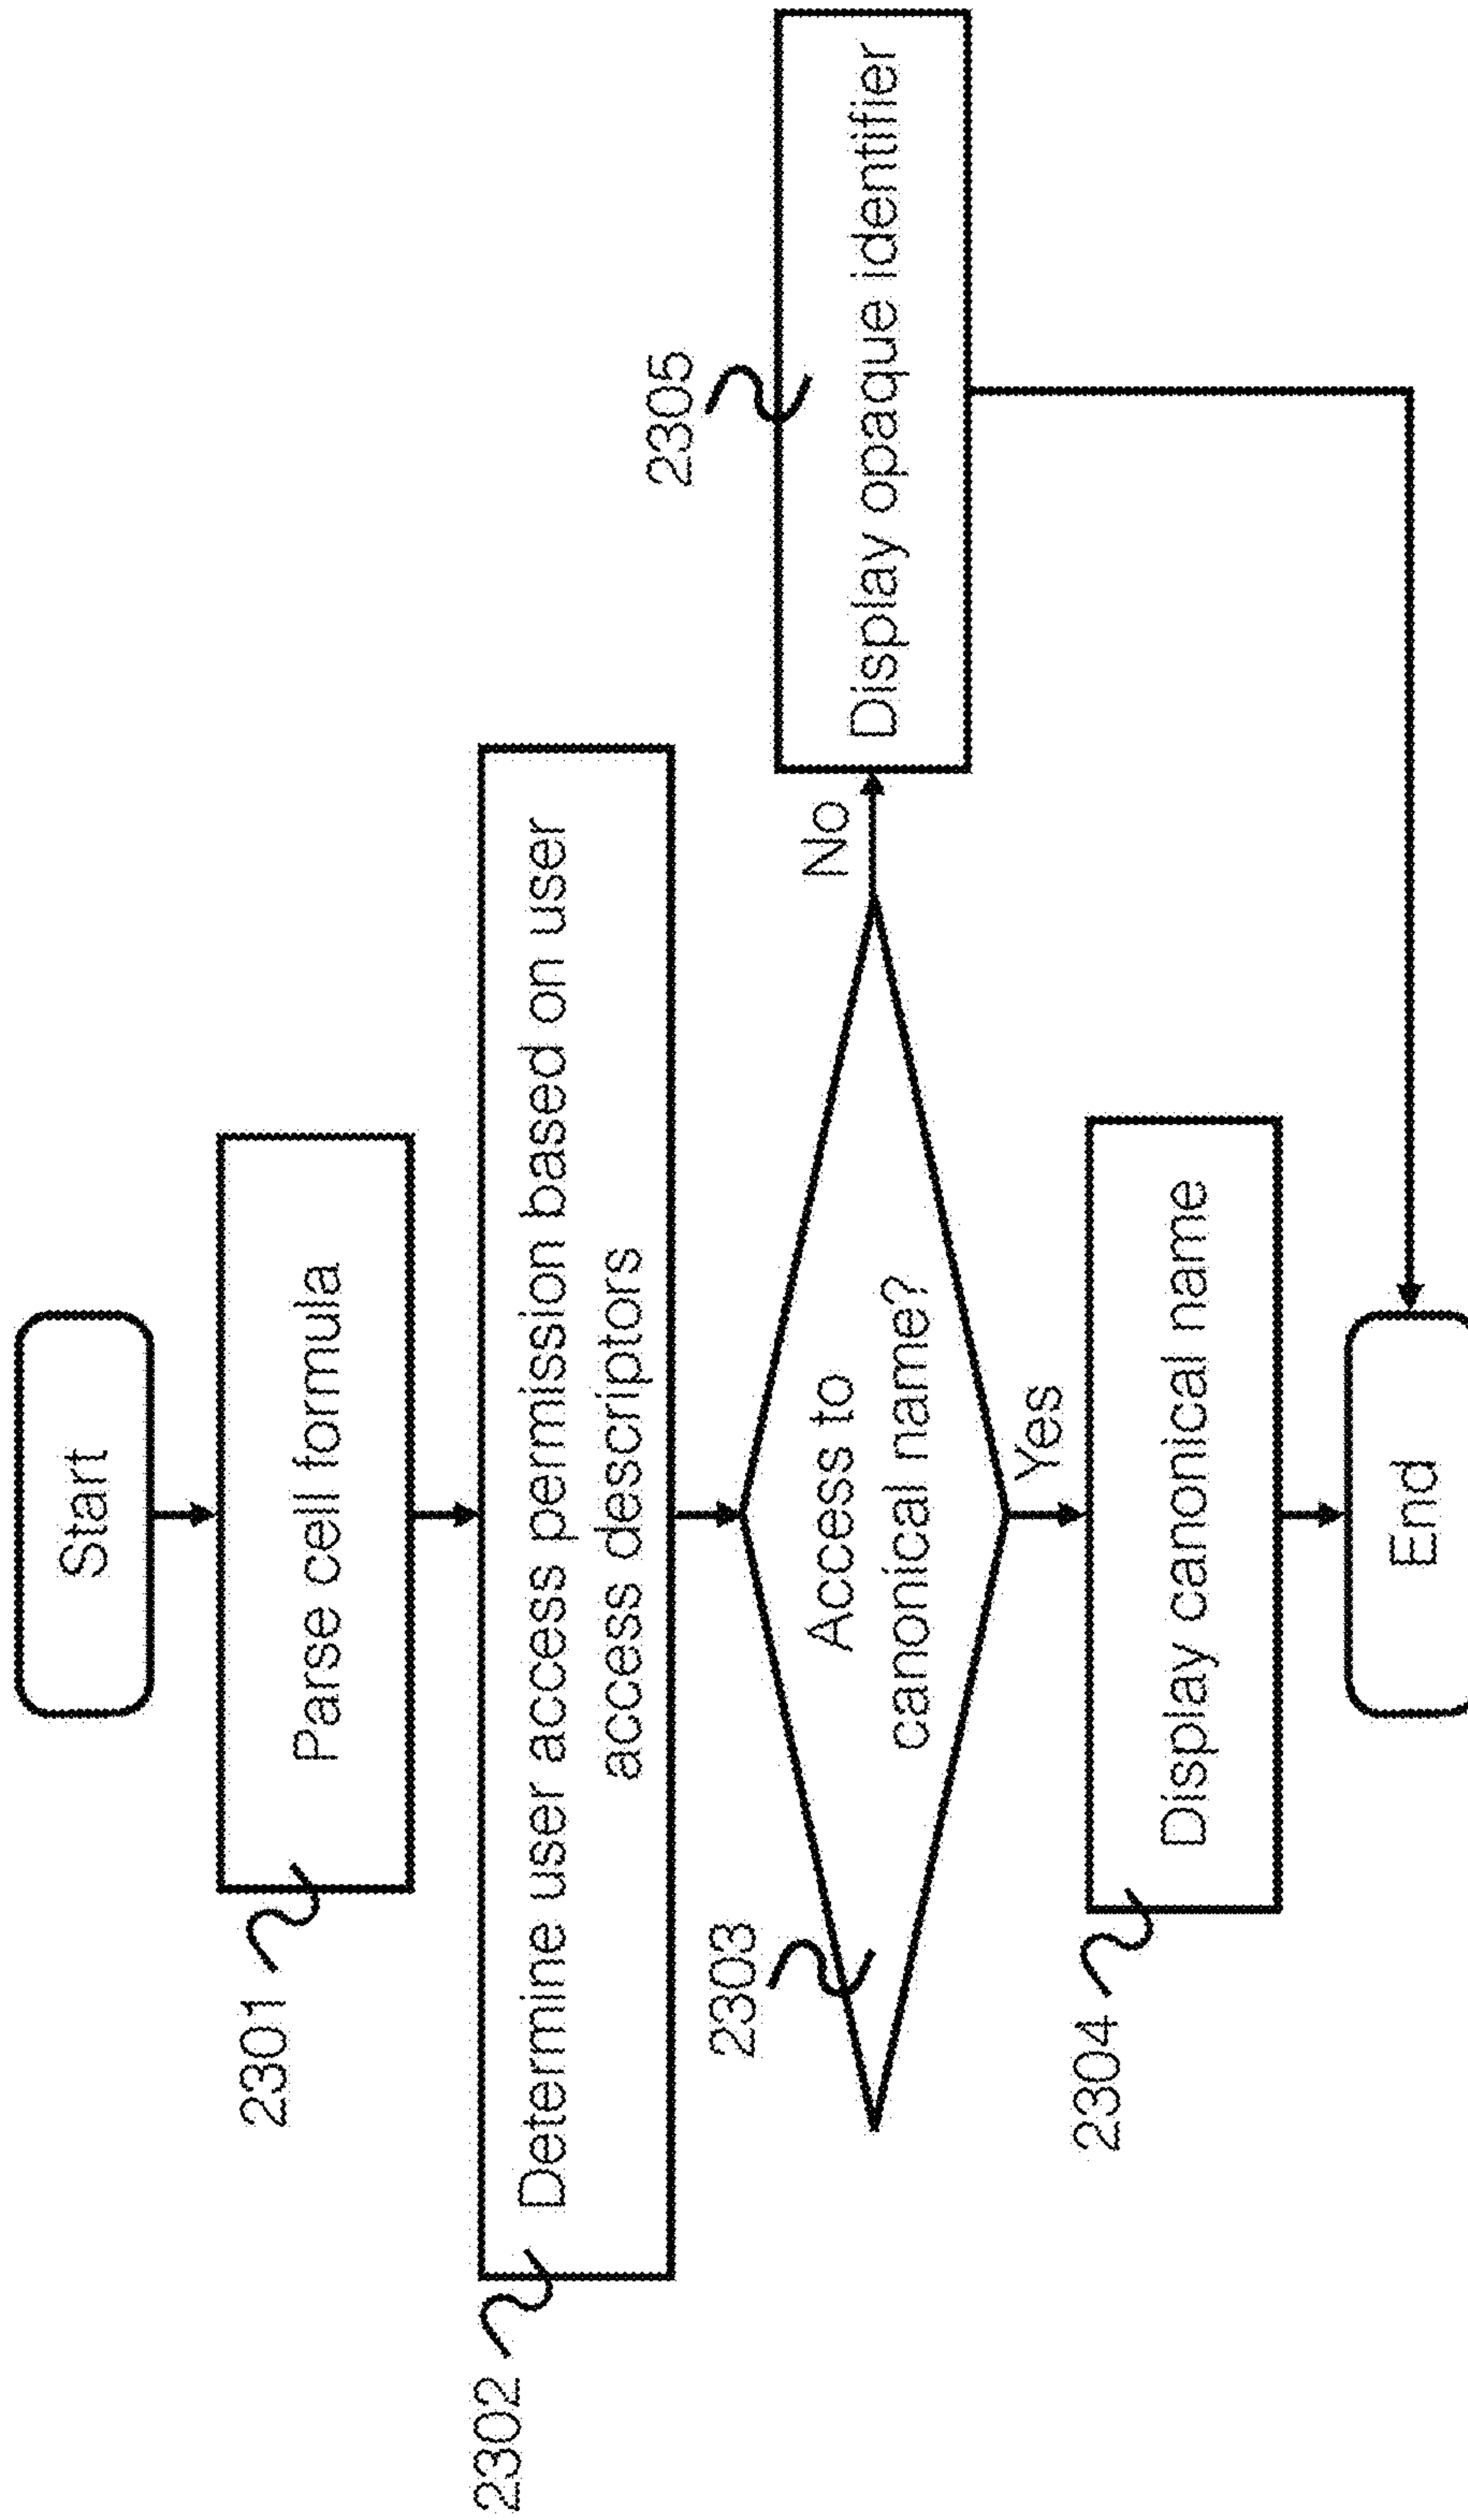 Start
2301
Parse cell formula
2302
Determine user access permission based on user
access descriptors
2303
Access to
canonical name?
No
2305
Display opaque identifier
Yes
2304
Display canonical name
End